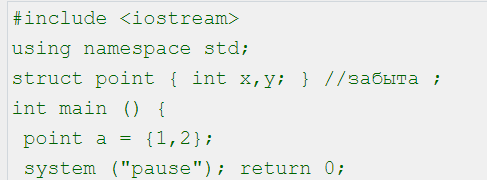 #include <iostream>
using namespace std;
struct point { int x,y; } //забыта ;
int main () {
point a = {1,2};
system ("pause"); return 0;